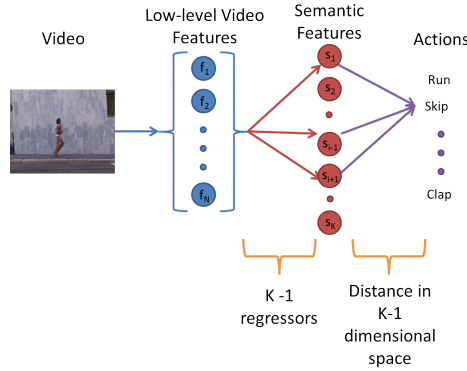 Video
Low-level Video
Features
Semantic
Features
Actions
f1
f2
fN
s1
s2
si-1
si+1
sK
Run
Skip
Clap
K -1
regressors
Distance in
K-1
dimensional
space